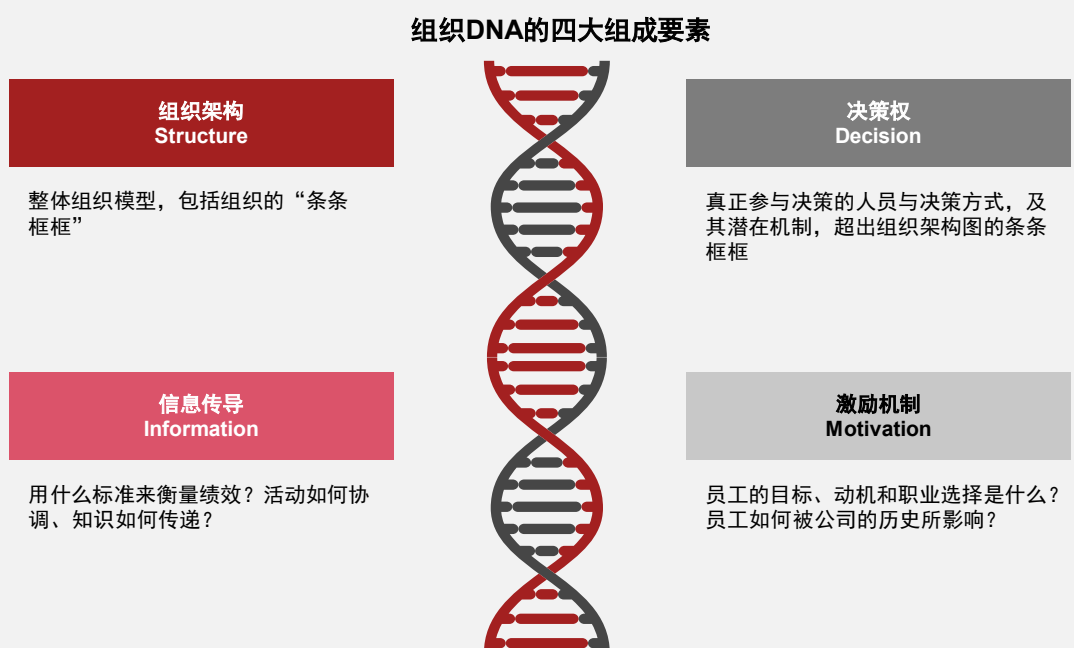 组织DNA的四大组成要素
组织架构
Structure
整体组织模型，包括组织的“条条
框框”
决策权
Decision
真正参与决策的人员与决策方式，及
其潜在机制，超出组织架构图的条条
框框
信息传导
Information
用什么标准来衡量绩效？活动如何协
调、知识如何传递？
激励机制
Motivation
员工的目标、动机和职业选择是什么？
员工如何被公司的历史所影响？